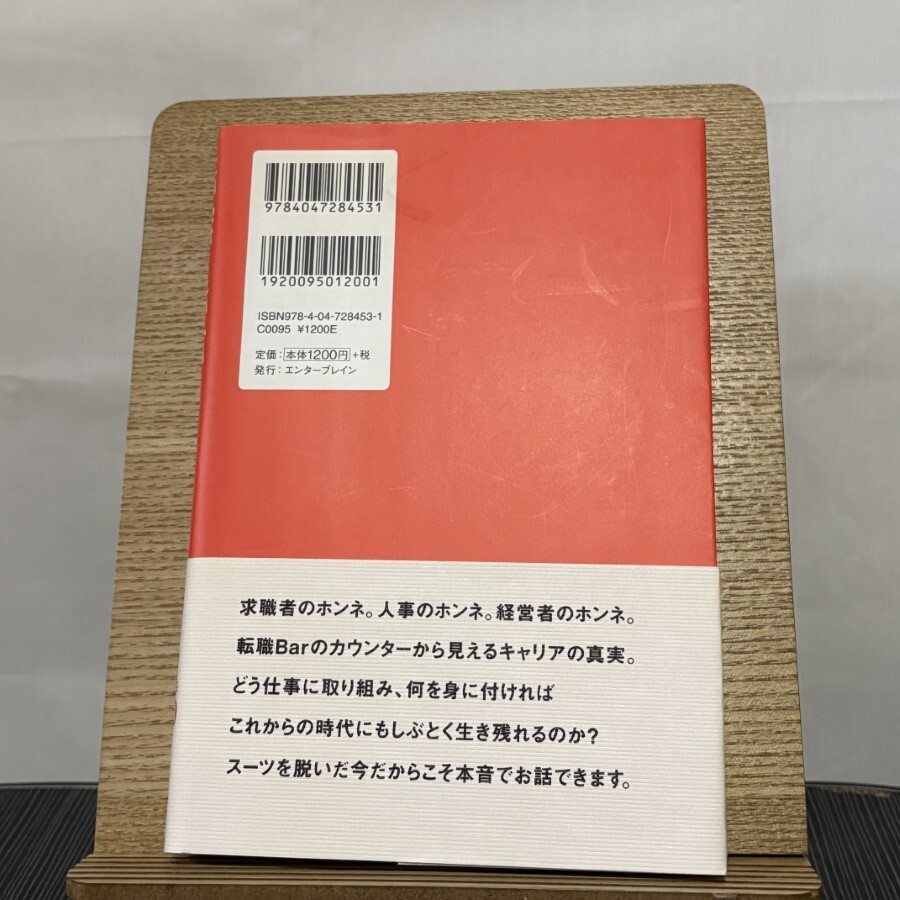 9784047284531
1920095012001
ISBN978-4-04-728453-1
C0095 ¥1200E
定価：本体1200円+税
発行：エンターブレイン
求職者のホンネ。人事のホンネ。経営者のホンネ。
転職Barのカウンターから見えるキャリアの真実。
どう仕事に取り組み、何を身に付ければ
これからの時代にもしぶとく生き残れるのか?
スーツを脱いだ今だからこそ本音でお話できます。